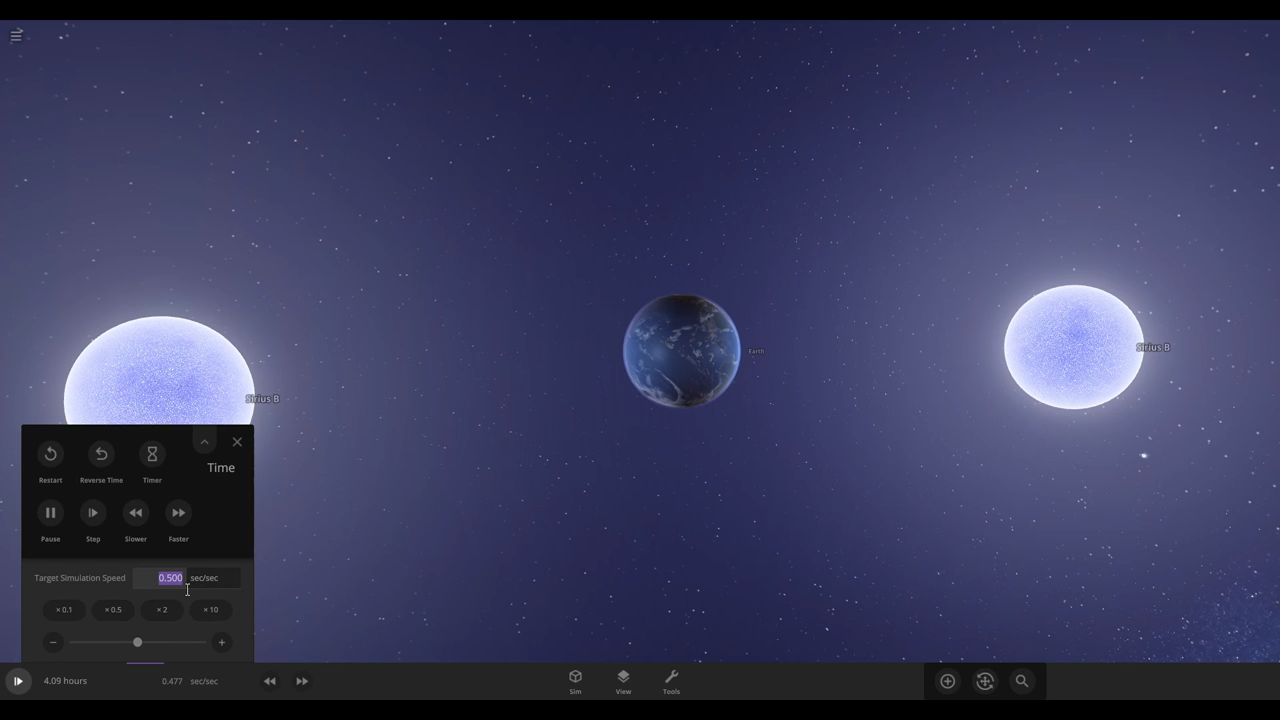 Earth
Sirius B
Sirius B
Time
Restart
Reverse Time
Timer
Pause
Step
Slower
Faster
Target Simulation Speed 0.500 sec/sec
× 0.1 × 0.5 × 2 × 10
4.09 hours 0.477 sec/sec
Sim
View
Tools